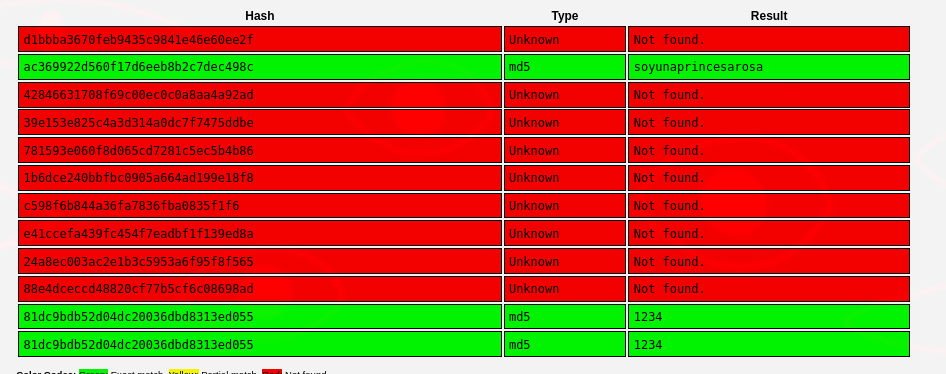 Hash Type Result
d1bbba3670feb9435c9841e46e60ee2f Unknown Not found.
ac369922d560f17d6eeb8b2c7dec498c md5 soyunaprincesarosa
42846631708f69c00ec0c0a8aa4a92ad Unknown Not found.
39e153e825c4a3d314a0dc7f7475ddbe Unknown Not found.
781593e060f8d065cd7281c5ec5b4b86 Unknown Not found.
1b6dce240bbfbc0905a664ad199e18f8 Unknown Not found.
c598f6b844a36fa7836fba0835f1f6 Unknown Not found.
e41ccefa439fc454f7eadbf1f139ed8a Unknown Not found.
24a8ec003ac2e1b3c5953a6f95f8f565 Unknown Not found.
88e4dceccd48820cf77b5cf6c08698ad Unknown Not found.
81dc9bdb52d04dc20036dbd8313ed055 md5 1234
81dc9bdb52d04dc20036dbd8313ed055 md5 1234
Color Codes: Green: Exact match, Yellow: Partial match, Red: Not found.